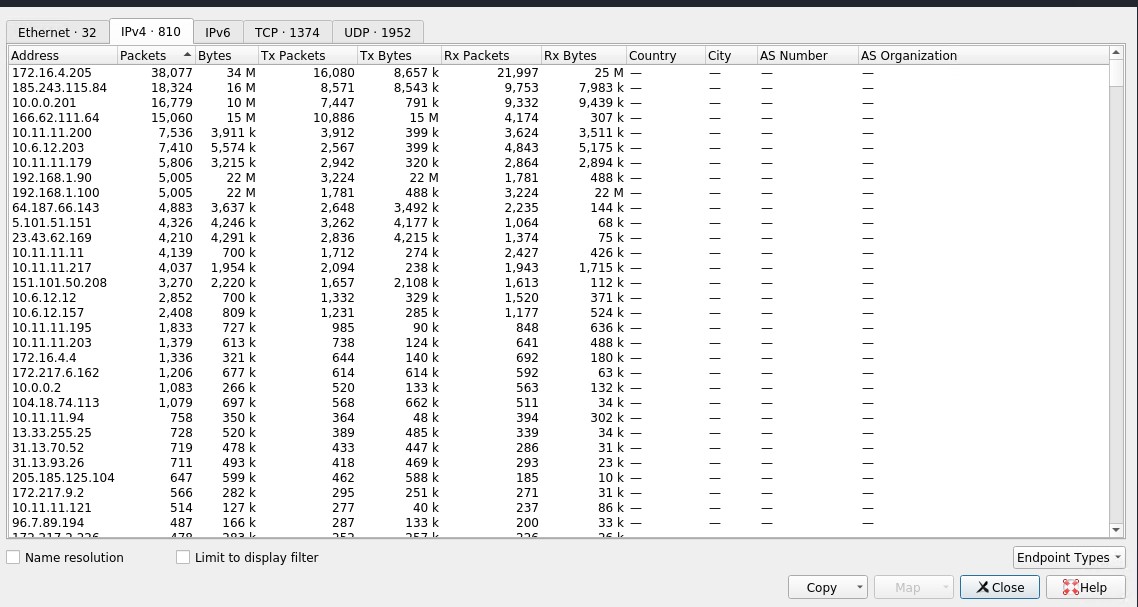 Ethernet · 32 IPv4 · 810 IPv6 TCP · 1374 UDP · 1952
Address Packets Bytes Tx Packets Tx Bytes Rx Packets Rx Bytes Country City AS Number AS Organization
172.16.4.205 38,077 34 M 16,080 8,657 k 21,997 25 M — — — —
185.243.115.84 18,324 16 M 8,571 8,543 k 9,753 7,983 k — — — —
10.0.0.201 16,779 10 M 7,447 791 k 9,332 9,439 k — — — —
166.62.111.64 15,060 15 M 10,886 15 M 4,174 307 k — — — —
10.11.11.200 7,536 3,911 k 3,912 399 k 3,624 3,511 k — — — —
10.6.12.203 7,410 5,574 k 2,567 399 k 4,843 5,175 k — — — —
10.11.11.179 5,806 3,215 k 2,942 320 k 2,864 2,894 k — — — —
192.168.1.90 5,005 22 M 3,224 22 M 1,781 488 k — — — —
192.168.1.100 5,005 22 M 1,781 488 k 3,224 22 M — — — —
64.187.66.143 4,883 3,637 k 2,648 3,492 k 2,235 144 k — — — —
5.101.51.151 4,326 4,246 k 3,262 4,177 k 1,064 68 k — — — —
23.43.62.169 4,210 4,291 k 2,836 4,215 k 1,374 75 k — — — —
10.11.11.11 4,139 700 k 1,712 274 k 2,427 426 k — — — —
10.11.11.217 4,037 1,954 k 2,094 238 k 1,943 1,715 k — — — —
151.101.50.208 3,270 2,220 k 1,657 2,108 k 1,613 112 k — — — —
10.6.12.12 2,852 700 k 1,332 329 k 1,520 371 k — — — —
10.6.12.157 2,408 809 k 1,231 285 k 1,177 524 k — — — —
10.11.11.195 1,833 727 k 985 90 k 848 636 k — — — —
10.11.11.203 1,379 613 k 738 124 k 641 488 k — — — —
172.16.4.4 1,336 321 k 644 140 k 692 180 k — — — —
172.217.6.162 1,206 677 k 614 614 k 592 63 k — — — —
10.0.0.2 1,083 266 k 520 133 k 563 132 k — — — —
104.18.74.113 1,079 697 k 568 662 k 511 34 k — — — —
10.11.11.94 758 350 k 364 48 k 394 302 k — — — —
13.33.255.25 728 520 k 389 485 k 339 34 k — — — —
31.13.70.52 719 478 k 433 447 k 286 31 k — — — —
31.13.93.26 711 493 k 418 469 k 293 23 k — — — —
205.185.125.104 647 599 k 462 588 k 185 10 k — — — —
172.217.9.2 566 282 k 295 251 k 271 31 k — — — —
10.11.11.121 514 127 k 277 40 k 237 86 k — — — —
96.7.89.194 487 166 k 287 133 k 200 33 k — — — —
Name resolution Limit to display filter Endpoint Types
Copy Map Close Help